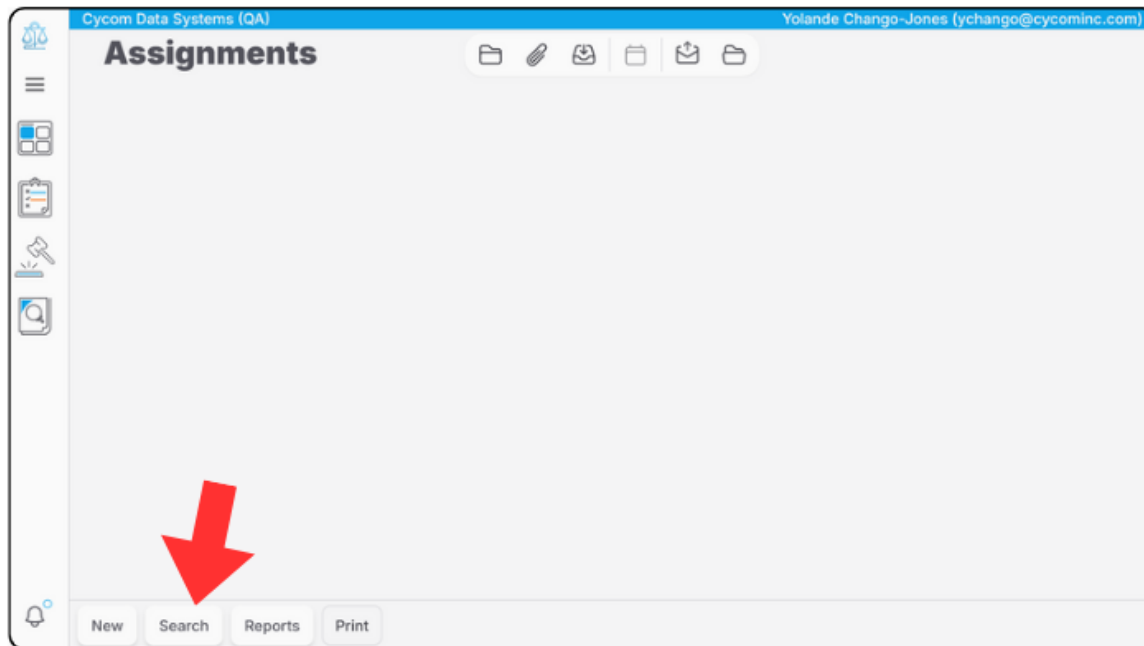 Cycom Data Systems (QA) Yolande Chango-Jones (ychango@cycominc.com)
Assignments
New Search Reports Print